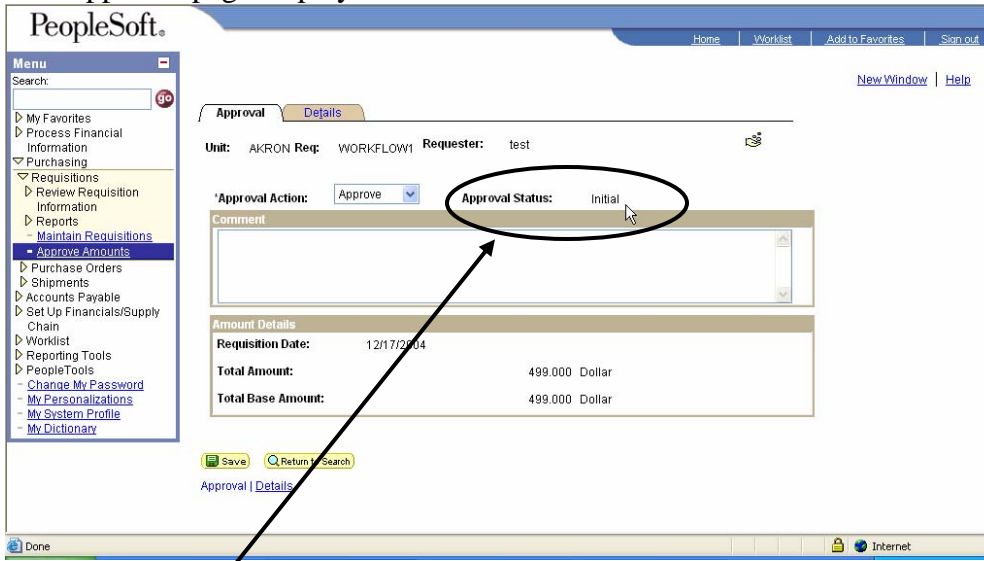 PeopleSoft®
Home Worklist Add to Favorites Sign out
New Window | Help
Menu
Search:
go
My Favorites
Process Financial
Information
Purchasing
Requisitions
Review Requisition
Information
Reports
- Maintain Requisitions
- Approve Amounts
Purchase Orders
Shipments
Accounts Payable
Set Up Financials/Supply
Chain
Worklist
Reporting Tools
PeopleTools
- Change My Password
- My Personalizations
- My System Profile
- My Dictionary
Approval Details
Unit: AKRON Req: WORKFLOW1 Requester: test
*Approval Action: Approve Approval Status: Initial
Comment
Amount Details
Requisition Date: 12/17/2004
Total Amount: 499.000 Dollar
Total Base Amount: 499.000 Dollar
Save Return to Search
Approval | Details
Done Internet